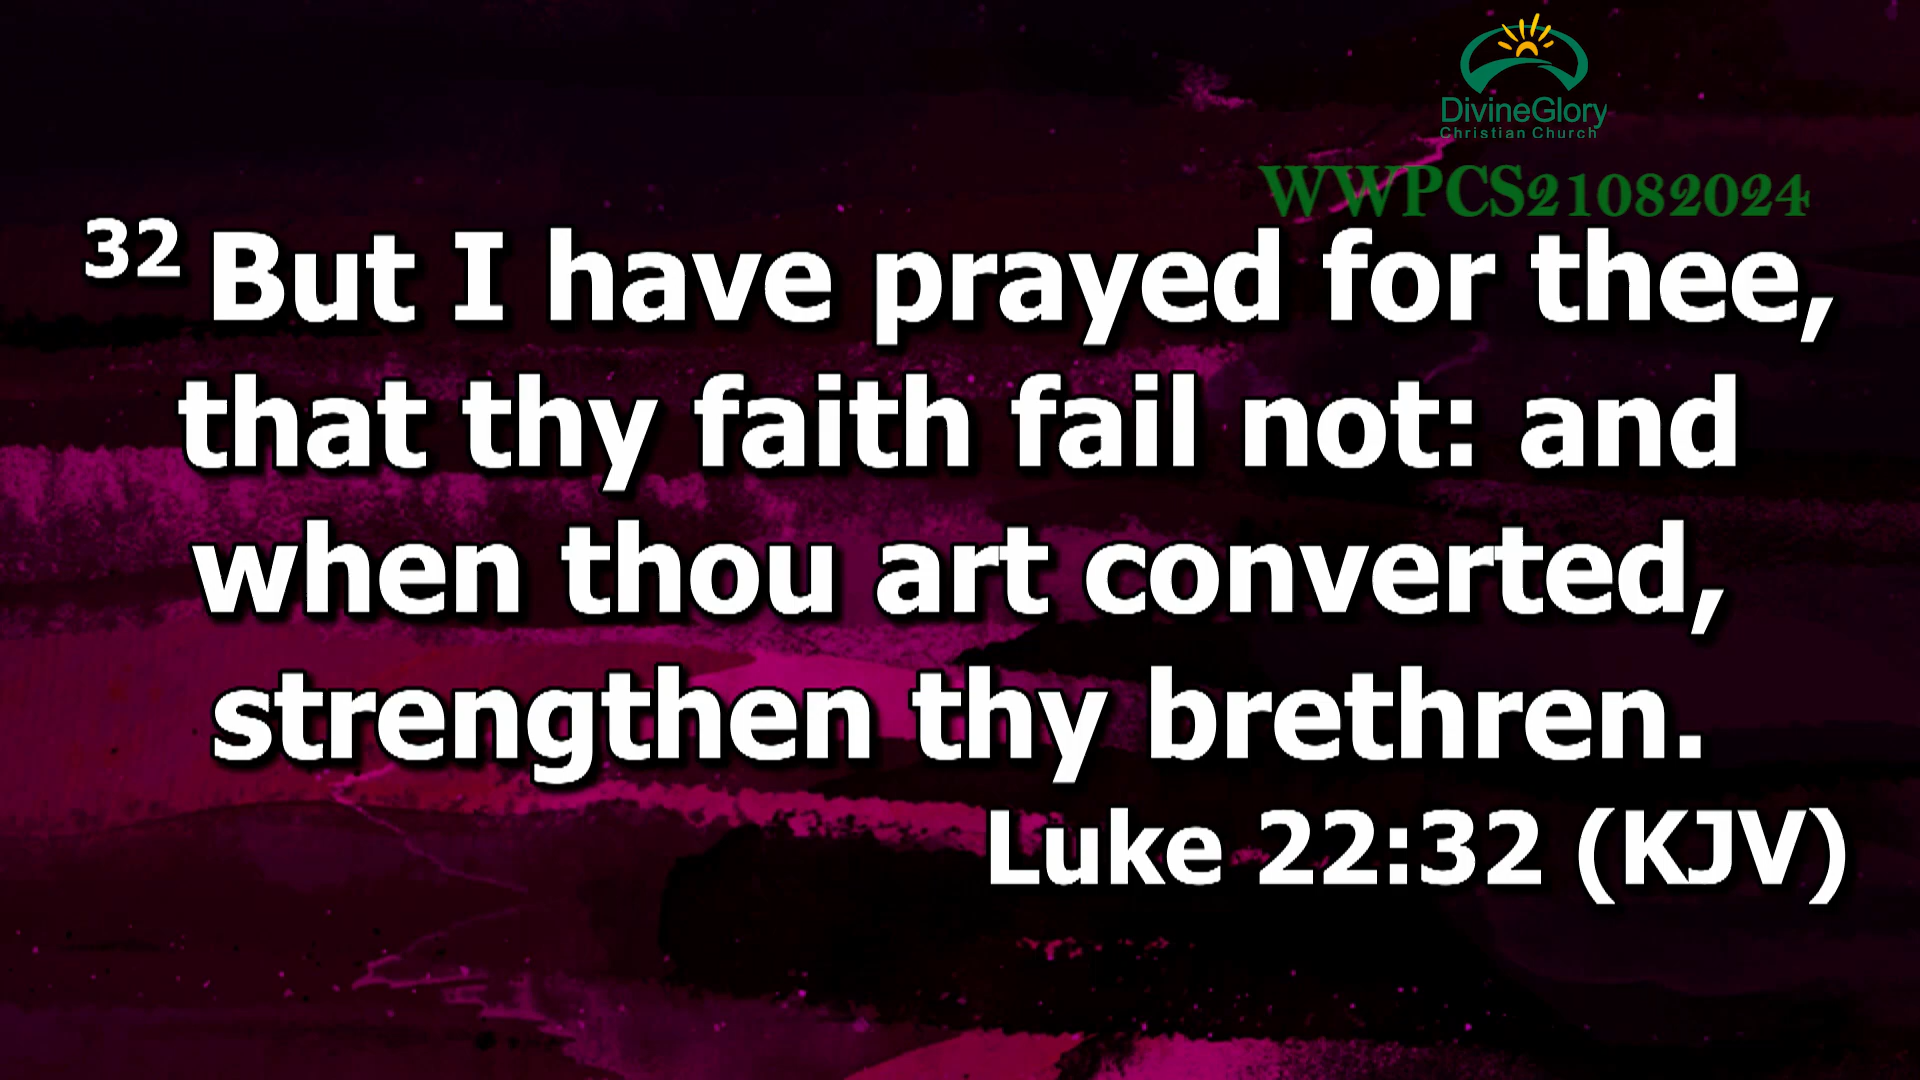 DivineGlory
Christian Church
WWPCS21082024
32 But I have prayed for thee,
that thy faith fail not: and
when thou art converted,
strengthen thy brethren.
Luke 22:32 (KJV)